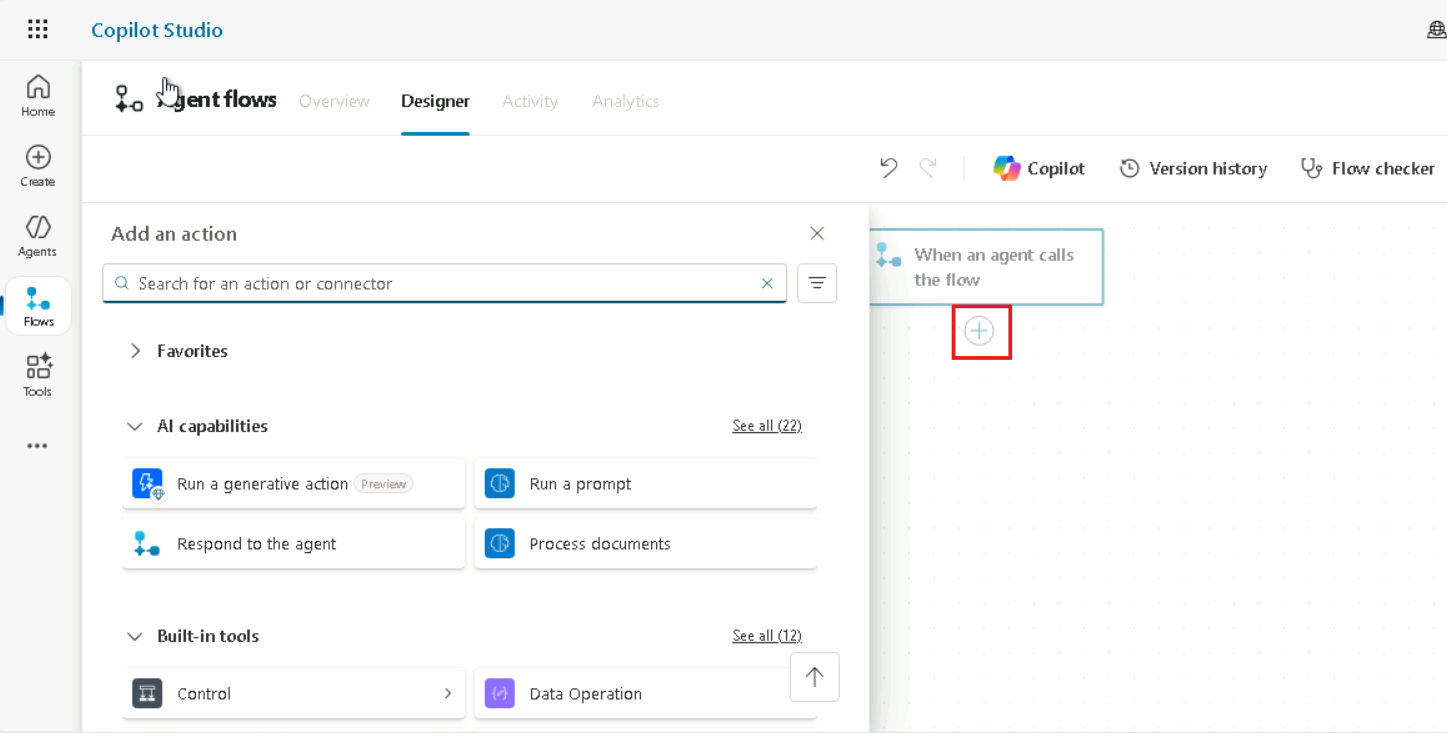 Copilot Studio
Home
Create
Agents
Flows
Tools
Agent flows Overview Designer Activity Analytics
Copilot Version history Flow checker
Add an action
Search for an action or connector
Favorites
AI capabilities See all (22)
Run a generative action Preview
Run a prompt
Respond to the agent
Process documents
Built-in tools See all (12)
Control
Data Operation
When an agent calls
the flow